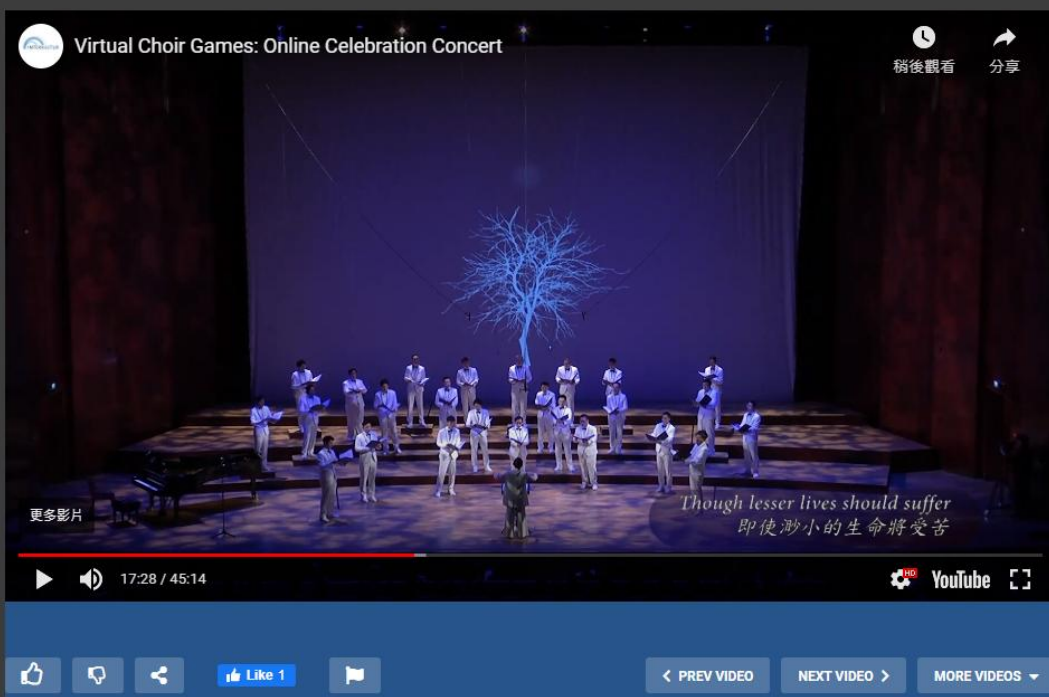 Virtual Choir Games: Online Celebration Concert
稍後觀看
分享
Though lesser lives should suffer
即使渺小的生命將受苦
更多影片
17:28 / 45:14
HD
YouTube
Like 1
PREV VIDEO
NEXT VIDEO
MORE VIDEOS